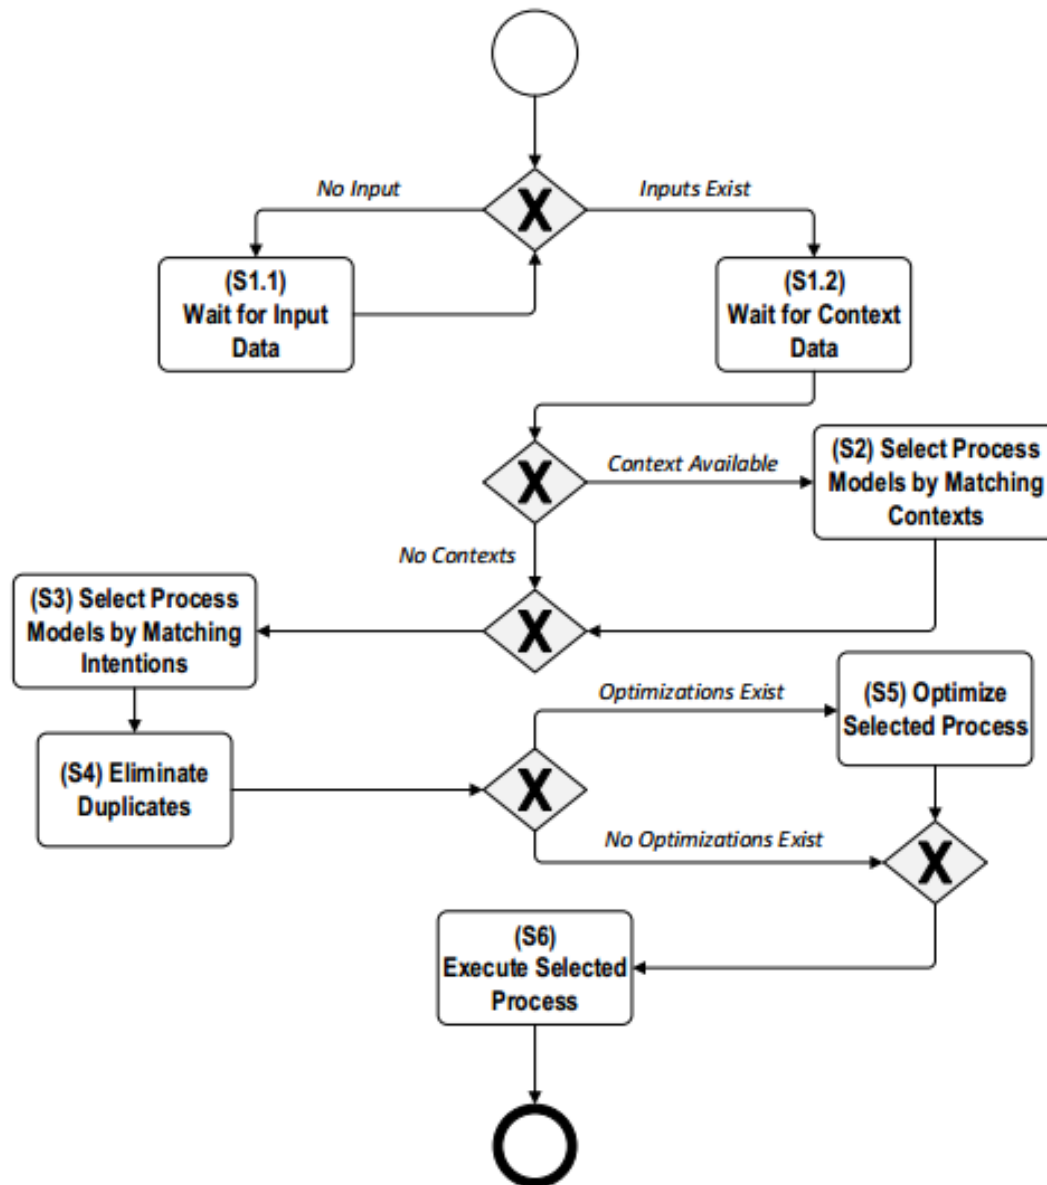 No Input
Inputs Exist
X
(S1.1)
Wait for Input
Data
(S1.2)
Wait for Context
Data
Context Available
X
(S2) Select Process
Models by Matching
Contexts
No Contexts
(S3) Select Process
Models by Matching
Intentions
X
Optimizations Exist
(S5) Optimize
Selected Process
(S4) Eliminate
Duplicates
X
No Optimizations Exist
X
(S6)
Execute Selected
Process